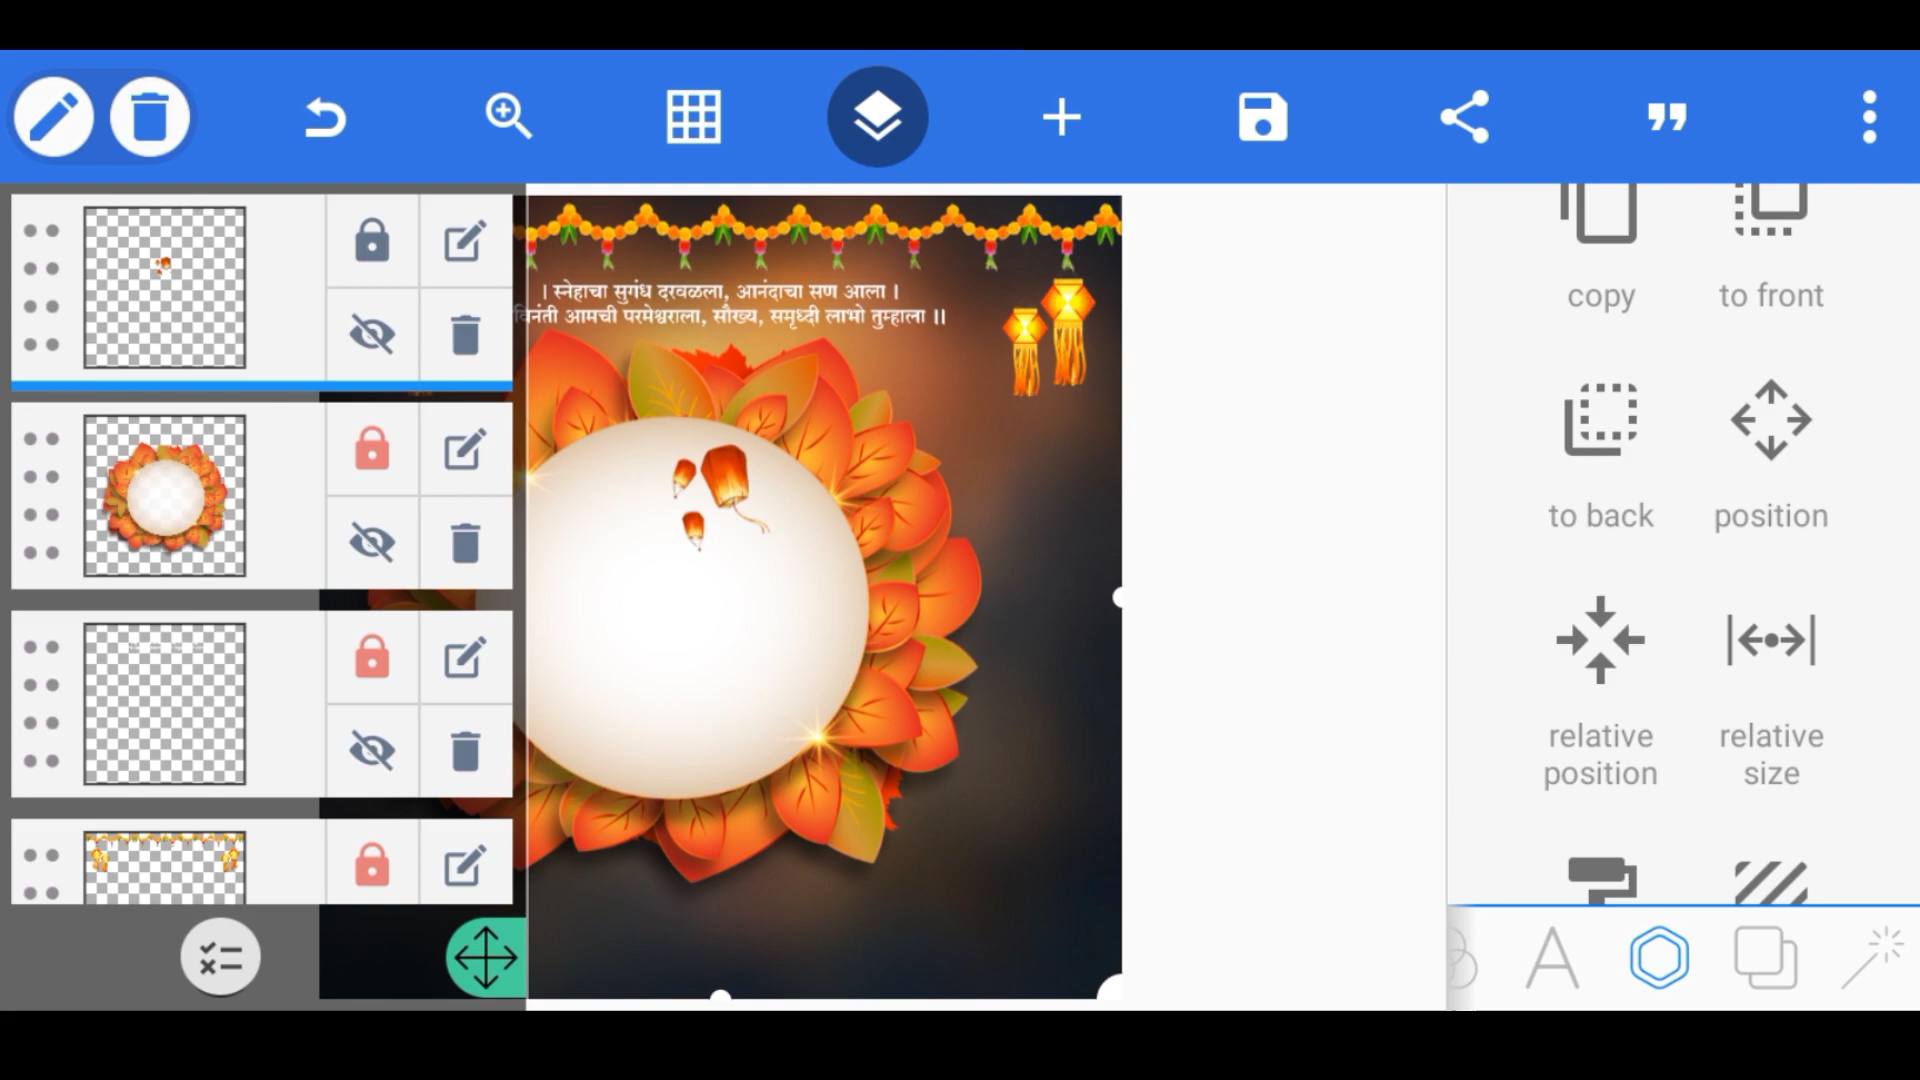 । स्नेहाचा सुगंध दरवळला, आनंदाचा सण आला ।
आमची परमेश्वराला, सौख्य, समृध्दी लाभो तुम्हाला ।।
copy
to front
to back
position
relative position
relative size